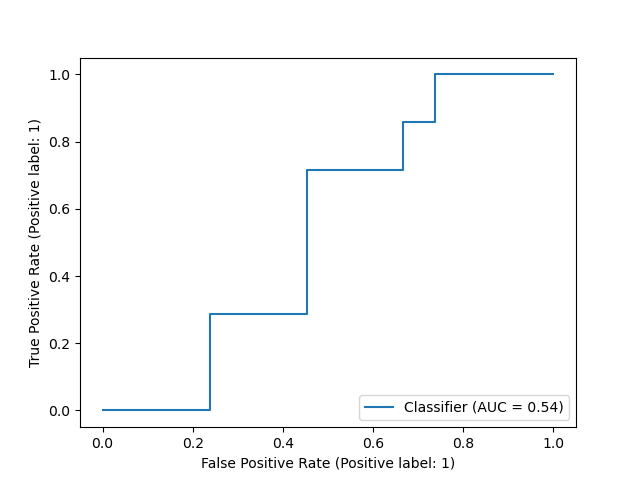 True Positive Rate (Positive label: 1)
1.0
0.8
0.6
0.4
0.2
0.0
Classifier (AUC = 0.54)
0.0 0.2 0.4 0.6 0.8 1.0
False Positive Rate (Positive label: 1)